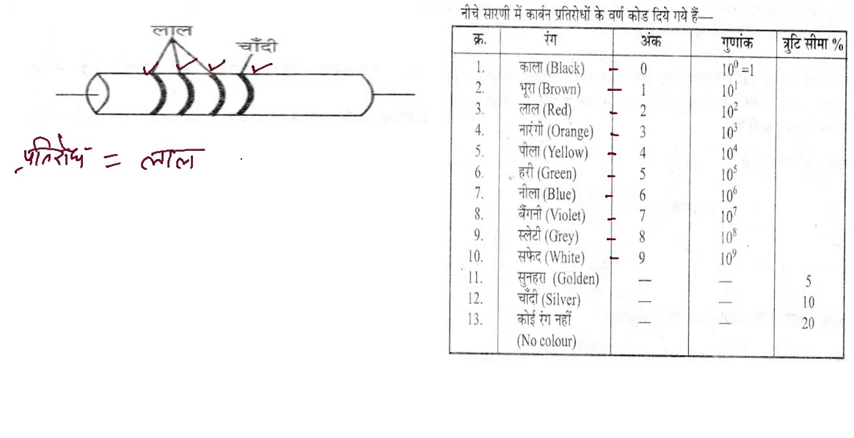 लाल
चाँदी
प्रतिरोध = लाल
नीचे सारणी में कार्बन प्रतिरोधों के वर्ण कोड दिये गये हैं—
क्र. रंग अंक गुणांक त्रुटि सीमा %
1. काला (Black) 0 10⁰ =1
2. भूरा (Brown) 1 10¹
3. लाल (Red) 2 10²
4. नारंगी (Orange) 3 10³
5. पीला (Yellow) 4 10⁴
6. हरी (Green) 5 10⁵
7. नीला (Blue) 6 10⁶
8. बैंगनी (Violet) 7 10⁷
9. स्लेटी (Grey) 8 10⁸
10. सफेद (White) 9 10⁹
11. सुनहरा (Golden) — — 5
12. चाँदी (Silver) — — 10
13. कोई रंग नहीं — — 20
(No colour)